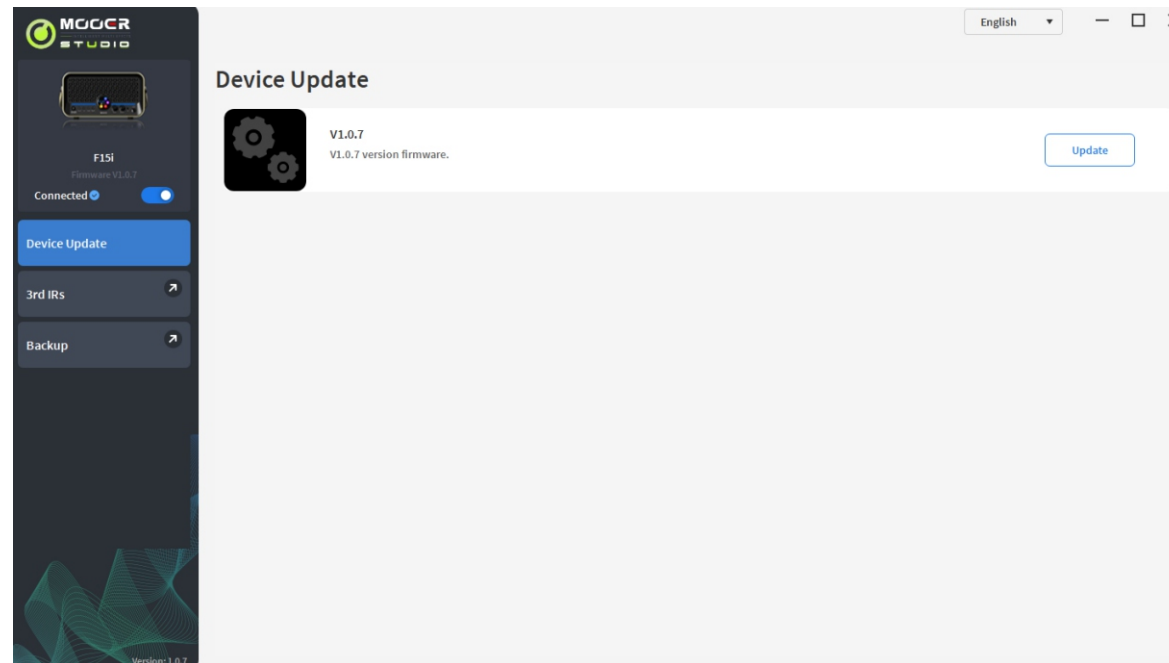 MOOER
STUDIO
F15i
Firmware V1.0.7
Connected
Device Update
3rd IRs
Backup
Version: 1.0.7
English
Device Update
V1.0.7
V1.0.7 version firmware.
Update